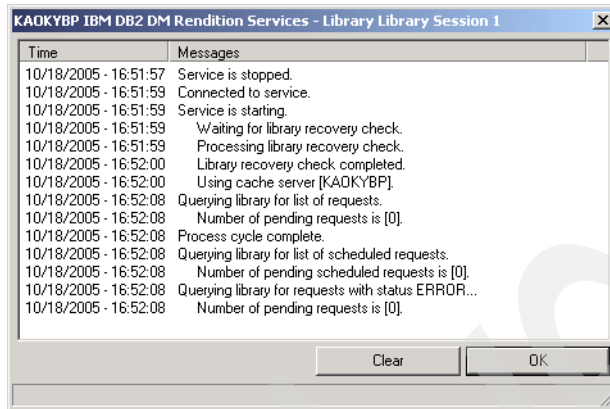 KAOKYBP IBM DB2 DM Rendition Services - Library Library Session 1
Time Messages
10/18/2005 - 16:51:57 Service is stopped.
10/18/2005 - 16:51:59 Connected to service.
10/18/2005 - 16:51:59 Service is starting.
10/18/2005 - 16:51:59 Waiting for library recovery check.
10/18/2005 - 16:51:59 Processing library recovery check.
10/18/2005 - 16:52:00 Library recovery check completed.
10/18/2005 - 16:52:00 Using cache server [KAOKYBP].
10/18/2005 - 16:52:08 Querying library for list of requests.
10/18/2005 - 16:52:08 Number of pending requests is [0].
10/18/2005 - 16:52:08 Process cycle complete.
10/18/2005 - 16:52:08 Querying library for list of scheduled requests.
10/18/2005 - 16:52:08 Number of pending scheduled requests is [0].
10/18/2005 - 16:52:08 Querying library for requests with status ERROR...
10/18/2005 - 16:52:08 Number of pending requests is [0].
Clear OK